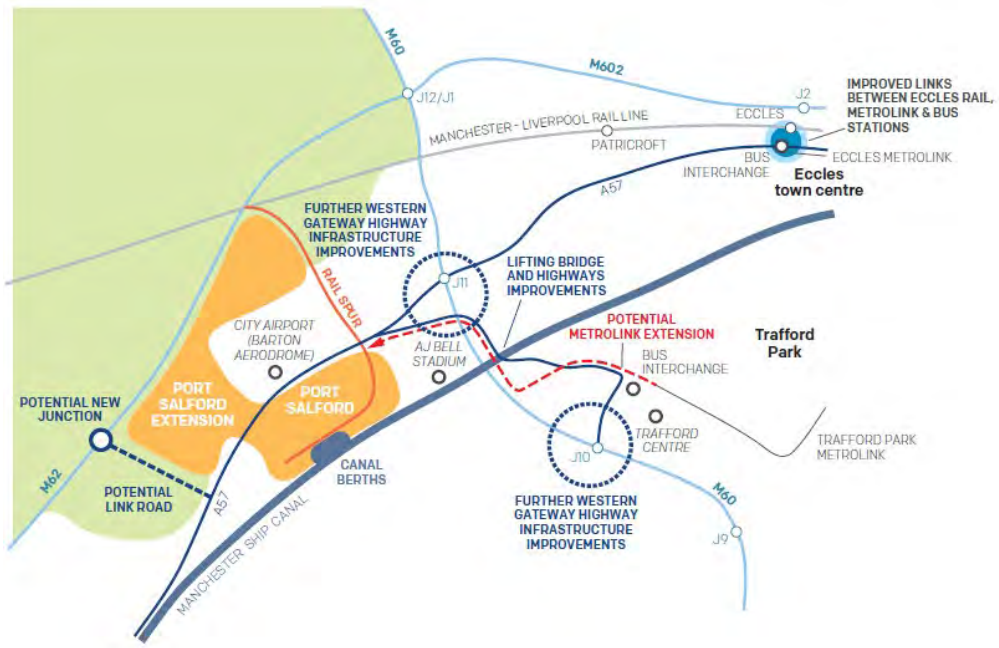 M60
M602
J12/J1
J2
IMPROVED LINKS
BETWEEN ECCLES RAIL,
METROLINK & BUS
STATIONS
ECCLES
MANCHESTER - LIVERPOOL RAIL LINE
PATRICROFT
BUS
INTERCHANGE
ECCLES METROLINK
Eccles
town centre
A57
FURTHER WESTERN
GATEWAY HIGHWAY
INFRASTRUCTURE
IMPROVEMENTS
J11
LIFTING BRIDGE
AND HIGHWAYS
IMPROVEMENTS
RAIL SPUR
CITY AIRPORT
(BARTON
AERODROME)
AJ BELL
STADIUM
POTENTIAL
METROLINK EXTENSION
Trafford
Park
BUS
INTERCHANGE
PORT
SALFORD
EXTENSION
PORT
SALFORD
POTENTIAL NEW
JUNCTION
TRAFFORD
CENTRE
TRAFFORD PARK
METROLINK
J10
CANAL
BERTHS
M62
POTENTIAL
LINK ROAD
A57
MANCHESTER SHIP CANAL
FURTHER WESTERN
GATEWAY HIGHWAY
INFRASTRUCTURE
IMPROVEMENTS
M60
J9